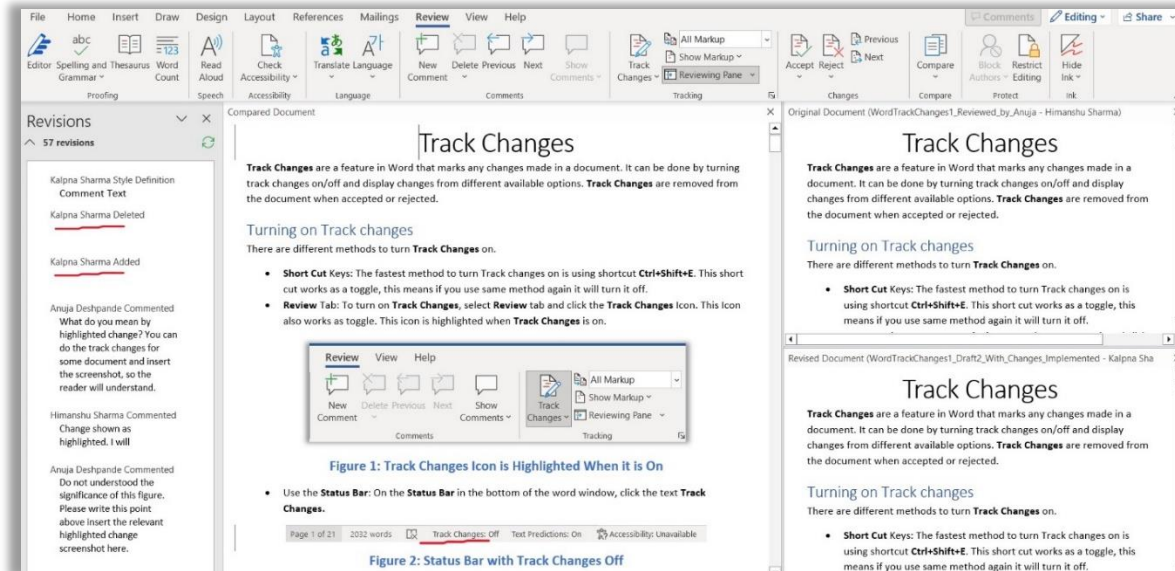 File Home Insert Draw Design Layout References Mailings Review View Help Comments Editing Share
abc
123
Editor Spelling and Grammar Thesaurus Word Count Read Aloud Check Accessibility Translate Language New Comment Delete Previous Next Show Comments Track Changes All Markup Show Markup Reviewing Pane Accept Reject Previous Next Compare Block Authors Restrict Editing Hide Ink
Proofing Speech Accessibility Language Comments Tracking Changes Compare Protect Ink
Revisions
57 revisions
Kalpna Sharma Style Definition
Comment Text
Kalpna Sharma Deleted
Kalpna Sharma Added
Anuja Deshpande Commented
What do you mean by
highlighted change? You can
do the track changes for
some document and insert
the screenshot, so the
reader will understand.
Himanshu Sharma Commented
Change shown as
highlighted. I will
Anuja Deshpande Commented
Do not understood the
significance of this figure.
Please write this point
above insert the relevant
highlighted change
screenshot here.
Compared Document
Track Changes
Track Changes are a feature in Word that marks any changes made in a document. It can be done by turning
track changes on/off and display changes from different available options. Track Changes are removed from
the document when accepted or rejected.
Turning on Track changes
There are different methods to turn Track Changes on.
• Short Cut Keys: The fastest method to turn Track changes on is using shortcut Ctrl+Shift+E. This short
cut works as a toggle, this means if you use same method again it will turn it off.
• Review Tab: To turn on Track Changes, select Review tab and click the Track Changes Icon. This Icon
also works as toggle. This icon is highlighted when Track Changes is on.
Review View Help
New Comment Delete Previous Next Show Comments Track Changes All Markup Show Markup Reviewing Pane
Comments Tracking
Figure 1: Track Changes Icon is Highlighted When it is On
• Use the Status Bar: On the Status Bar in the bottom of the word window, click the text Track
Changes.
Page 1 of 21 2032 words Track Changes: Off Text Predictions: On Accessibility: Unavailable
Figure 2: Status Bar with Track Changes Off
Original Document (WordTrackChanges1_Reviewed_by_Anuja - Himanshu Sharma)
Track Changes
Track Changes are a feature in Word that marks any changes made in a
document. It can be done by turning track changes on/off and display
changes from different available options. Track Changes are removed from
the document when accepted or rejected.
Turning on Track changes
There are different methods to turn Track Changes on.
• Short Cut Keys: The fastest method to turn Track changes on is
using shortcut Ctrl+Shift+E. This short cut works as a toggle, this
means if you use same method again it will turn it off.
Revised Document (WordTrackChanges1_Draft2_With_Changes_Implemented - Kalpna Sha
Track Changes
Track Changes are a feature in Word that marks any changes made in a
document. It can be done by turning track changes on/off and display
changes from different available options. Track Changes are removed from
the document when accepted or rejected.
Turning on Track changes
There are different methods to turn Track Changes on.
• Short Cut Keys: The fastest method to turn Track changes on is
using shortcut Ctrl+Shift+E. This short cut works as a toggle, this
means if you use same method again it will turn it off.